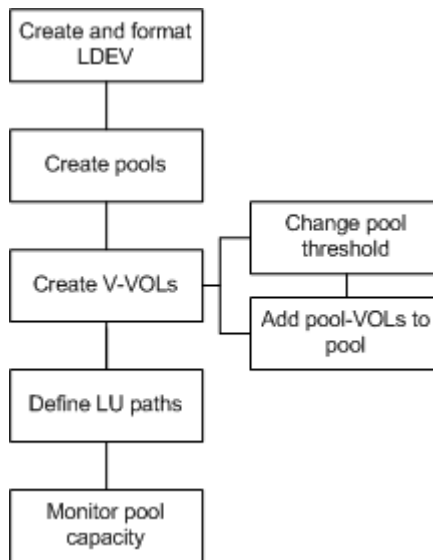 Create and format
LDEV
Create pools
Change pool
threshold
Create V-VOLs
Add pool-VOLs to
pool
Define LU paths
Monitor pool
capacity